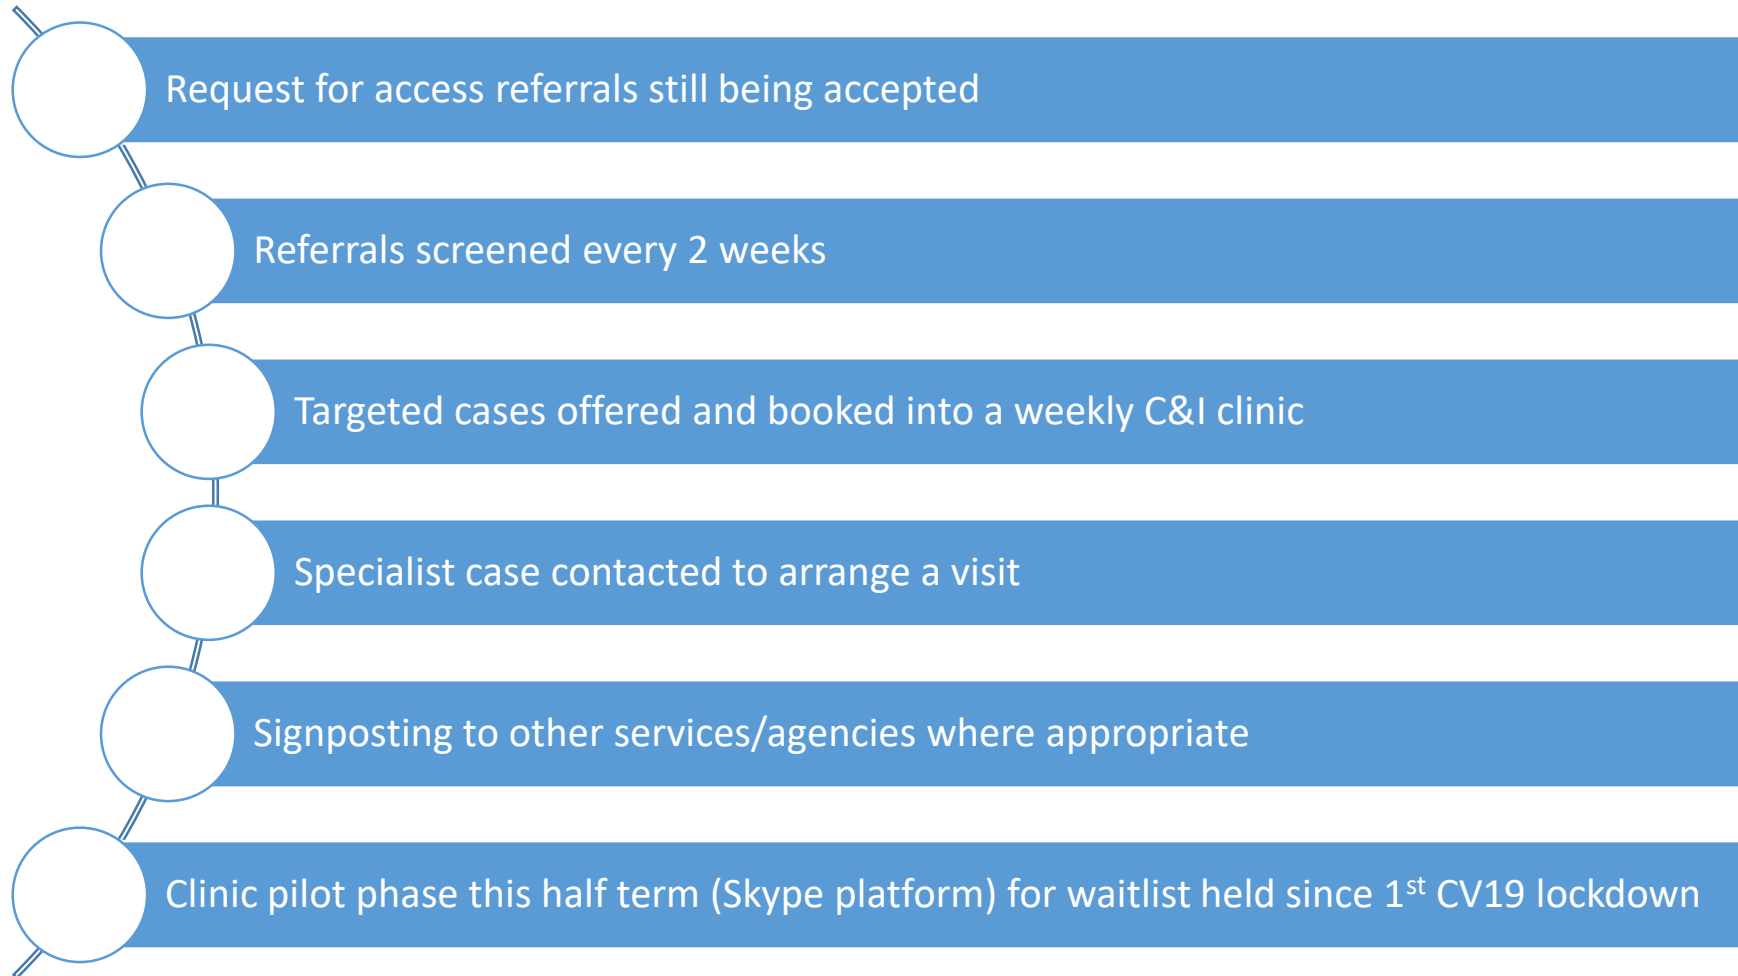 Request for access referrals still being accepted
Referrals screened every 2 weeks
Targeted cases offered and booked into a weekly C&I clinic
Specialist case contacted to arrange a visit
Signposting to other services/agencies where appropriate
Clinic pilot phase this half term (Skype platform) for waitlist held since 1st CV19 lockdown